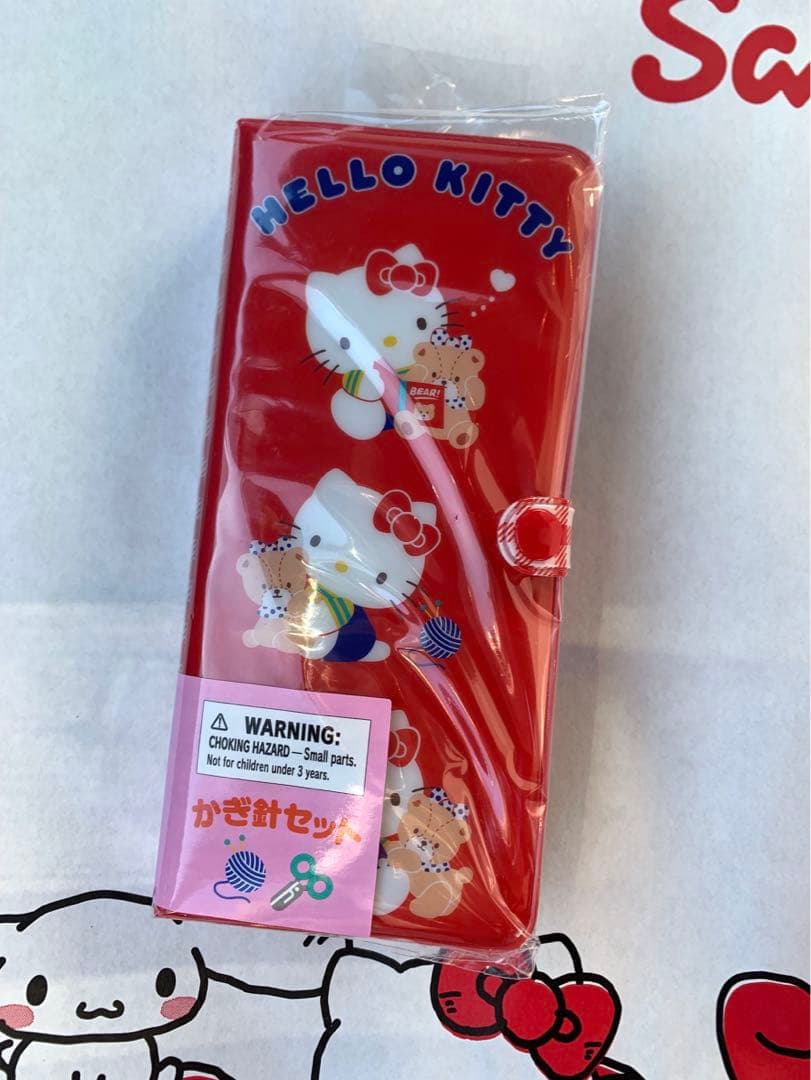 Sa
HELLO KITTY
BEAR!
WARNING:
CHOKING HAZARD — Small parts.
Not for children under 3 years.
かぎ針セット